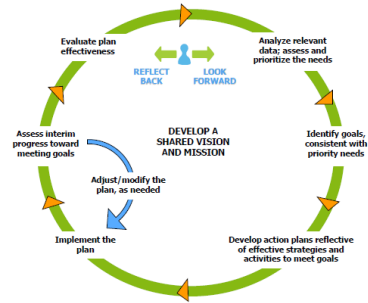 Evaluate plan
effectiveness
Analyze relevant
data; assess and
prioritize the needs
REFLECT
BACK
LOOK
FORWARD
Assess interim
progress toward
meeting goals
DEVELOP A
SHARED VISION
AND MISSION
Identify goals,
consistent with
priority needs
Adjust/modify the
plan, as needed
Implement the
plan
Develop action plans reflective
of effective strategies and
activities to meet goals